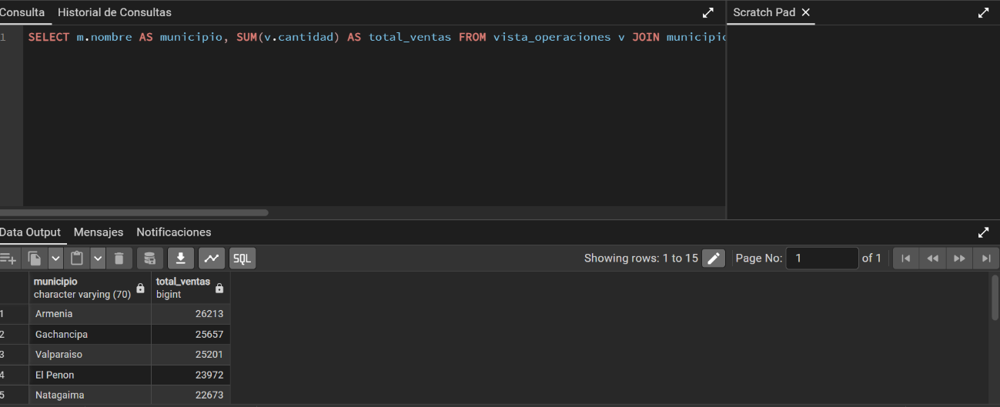 Consulta Historial de Consultas
Scratch Pad
1 SELECT m.nombre AS municipio, SUM(v.cantidad) AS total_ventas FROM vista_operaciones v JOIN municipio
Data Output Mensajes Notificaciones
SQL Showing rows: 1 to 15 Page No: 1 of 1
municipio total_ventas
character varying (70) bigint
1 Armenia 26213
2 Gachancipa 25657
3 Valparaiso 25201
4 El Penon 23972
5 Natagaima 22673